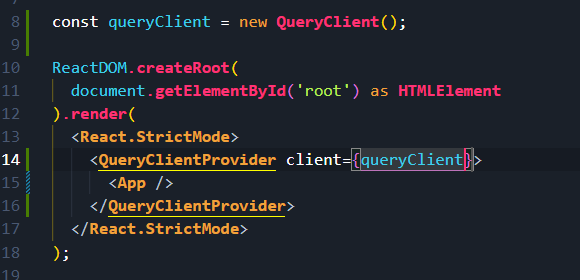 8 const queryClient = new QueryClient();
9
10 ReactDOM.createRoot(
11   document.getElementById('root') as HTMLElement
12 ).render(
13   <React.StrictMode>
14     <QueryClientProvider client={queryClient}>
15       <App />
16     </QueryClientProvider>
17   </React.StrictMode>
18 );
19